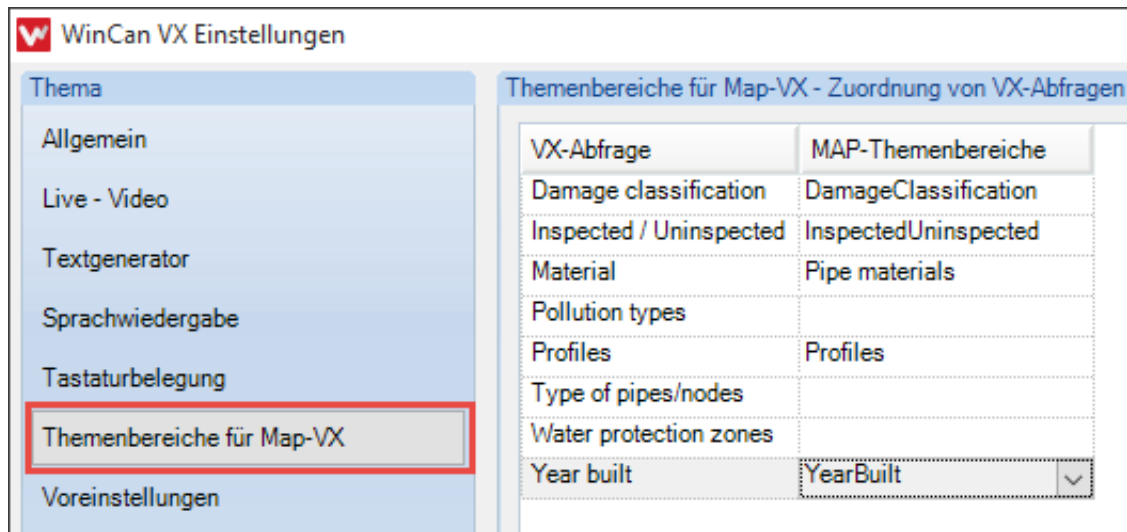 WinCan VX Einstellungen
Thema
Allgemein
Live - Video
Textgenerator
Sprachwiedergabe
Tastaturbelegung
Themenbereiche für Map-VX
Voreinstellungen
Themenbereiche für Map-VX - Zuordnung von VX-Abfragen
VX-Abfrage MAP-Themenbereiche
Damage classification DamageClassification
Inspected / Uninspected InspectedUninspected
Material Pipe materials
Pollution types
Profiles Profiles
Type of pipes/nodes
Water protection zones
Year built YearBuilt